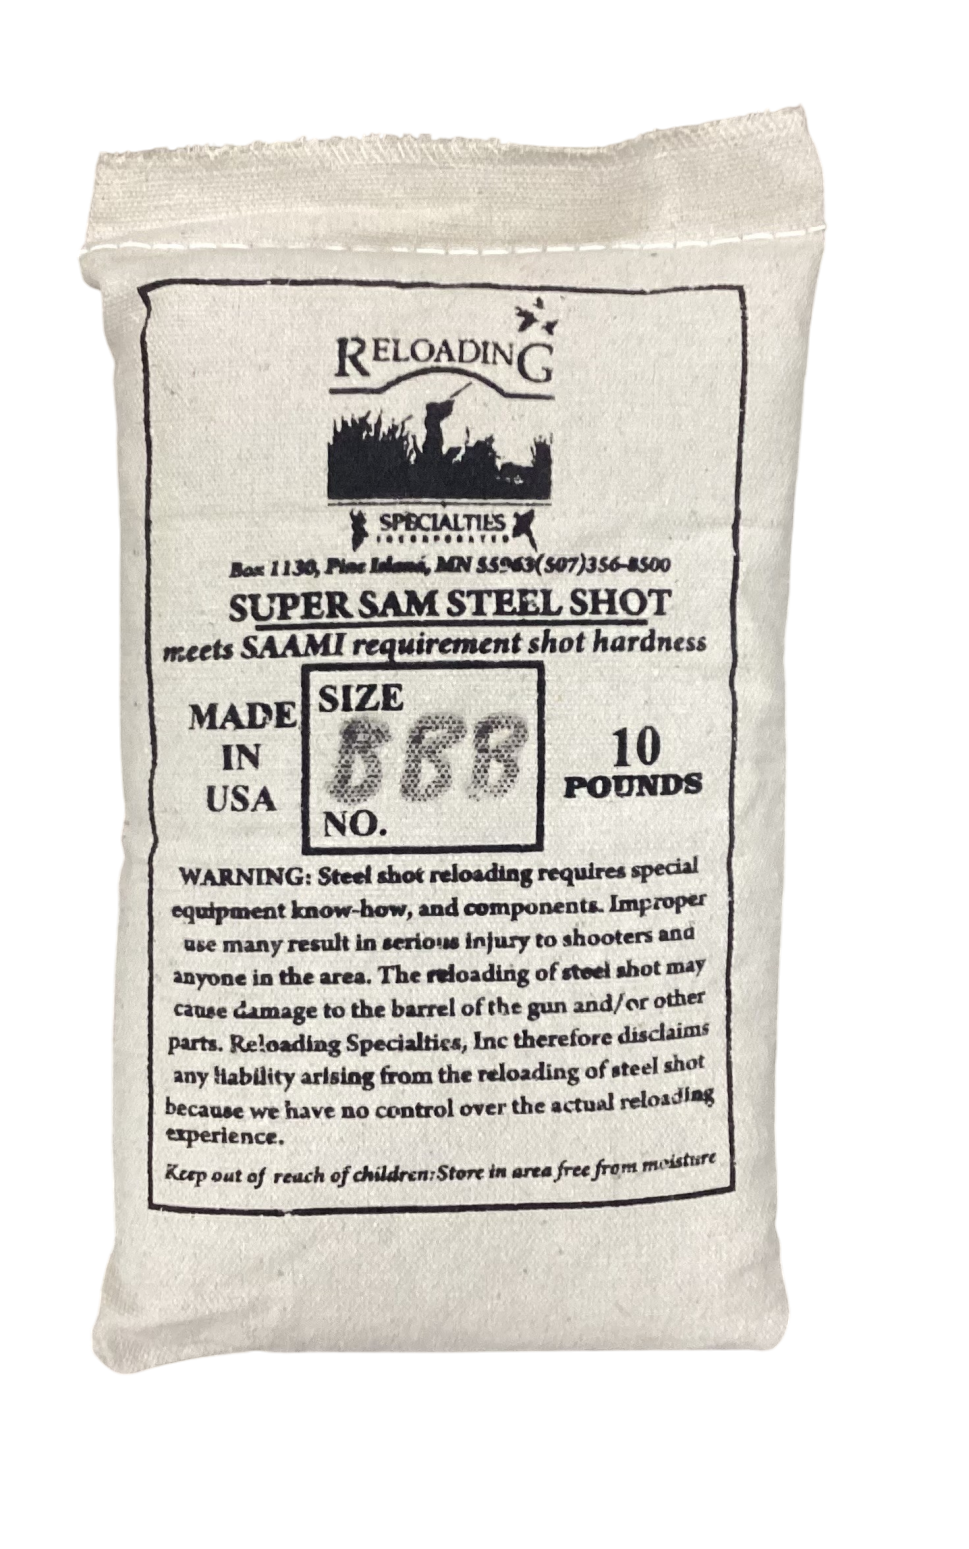 RELOADING
SPECIALTIES
INCORPORATED
Box 1130, Pine Island, MN 55963(507)356-8500
SUPER SAM STEEL SHOT
meets SAAMI requirement shot hardness
MADE
IN
USA
SIZE
BBB
NO.
10
POUNDS
WARNING: Steel shot reloading requires special
equipment know-how, and components. Improper
use many result in serious injury to shooters and
anyone in the area. The reloading of steel shot may
cause damage to the barrel of the gun and/or other
parts. Reloading Specialties, Inc therefore disclaims
any liability arising from the reloading of steel shot
because we have no control over the actual reloading
experience.
Keep out of reach of children:Store in area free from moisture